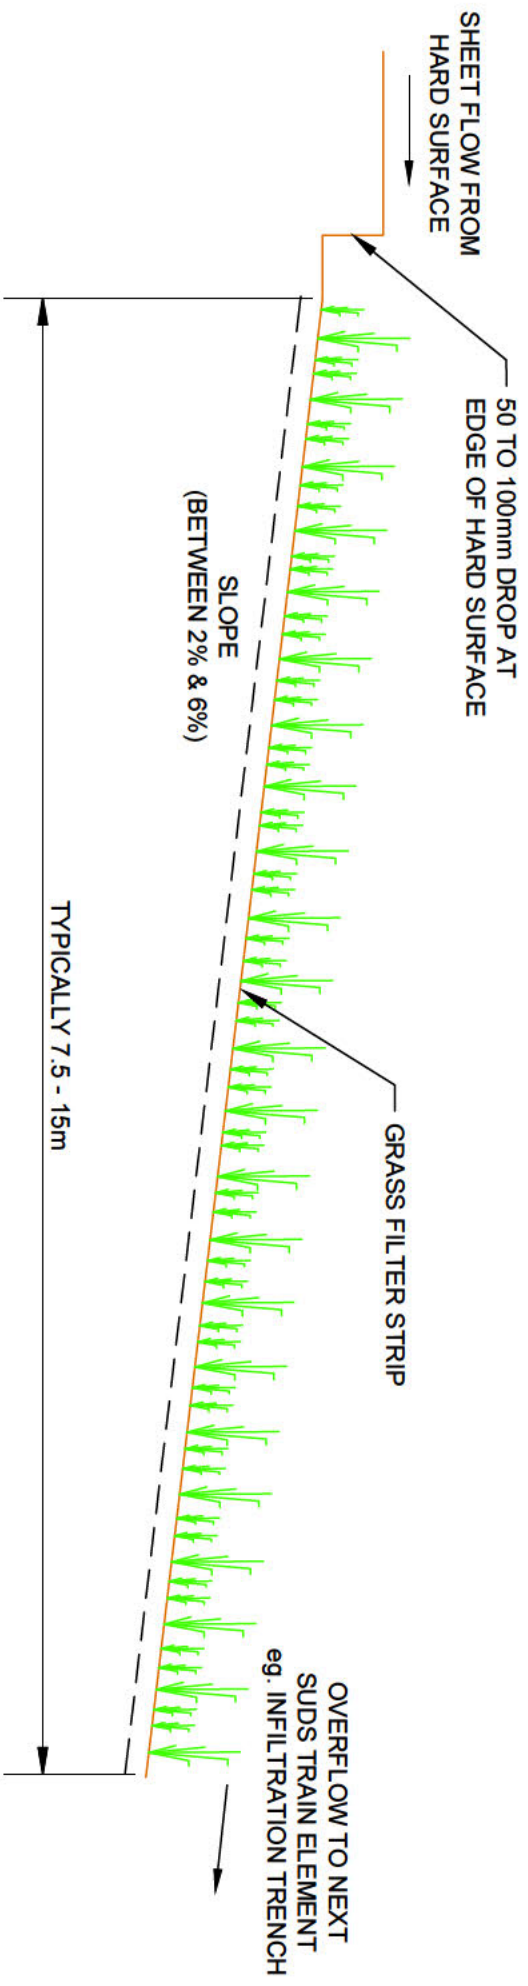 SHEET FLOW FROM
HARD SURFACE
50 TO 100mm DROP AT
EDGE OF HARD SURFACE
SLOPE
(BETWEEN 2% & 6%)
GRASS FILTER STRIP
TYPICALLY 7.5 - 15m
OVERFLOW TO NEXT
SUDS TRAIN ELEMENT
eg. INFILTRATION TRENCH